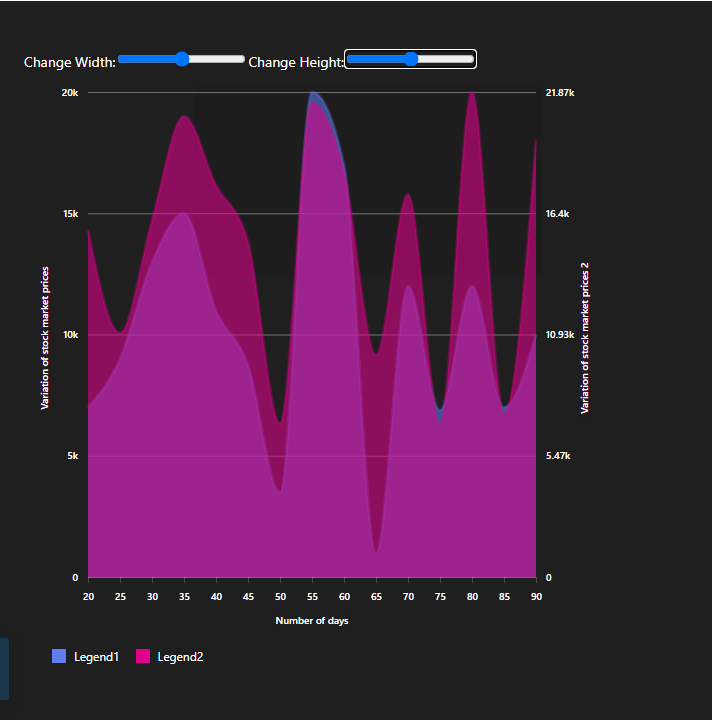 Change Width: Change Height:
20k 21.87k
15k 16.4k
Variation of stock market prices
Variation of stock market prices 2
10k 10.93k
5k 5.47k
0 0
20 25 30 35 40 45 50 55 60 65 70 75 80 85 90
Number of days
Legend1 Legend2